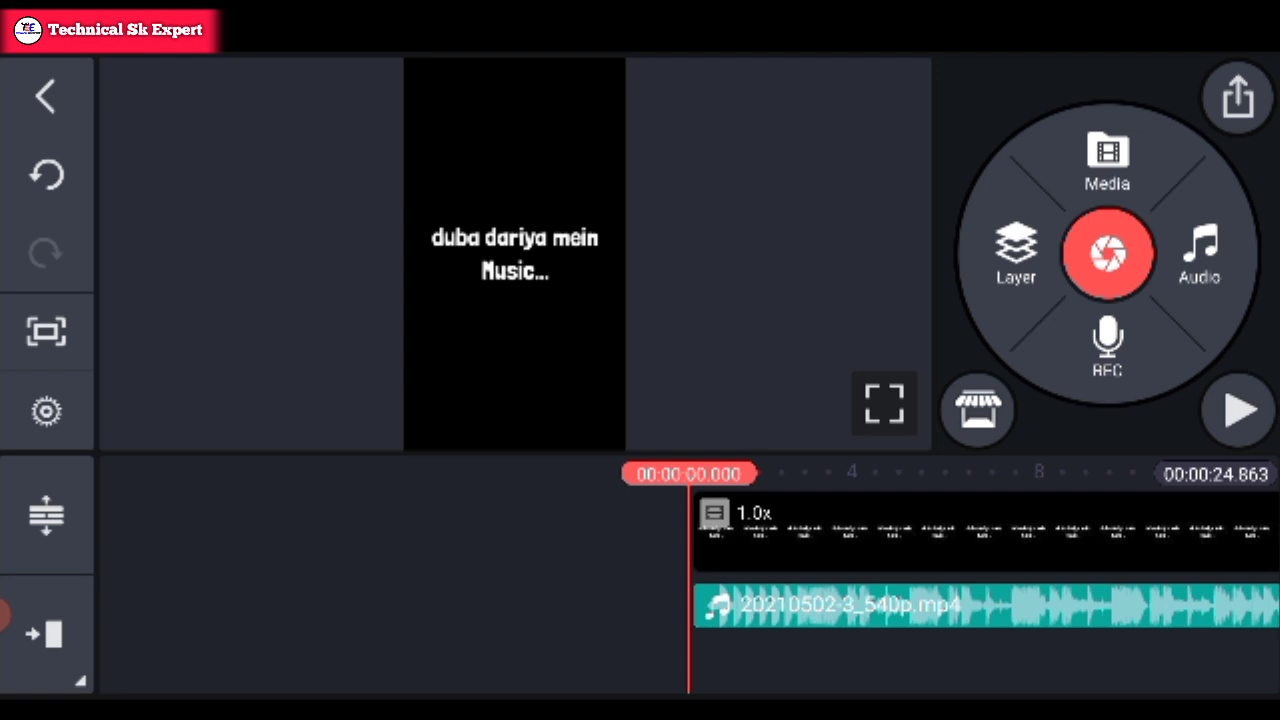 Technical Sk Expert
duba dariya mein
Music...
Media
Layer
Audio
REC
00:00:00.000
4
8
00:00:24.863
1.0x
20210502-3_540p.mp4